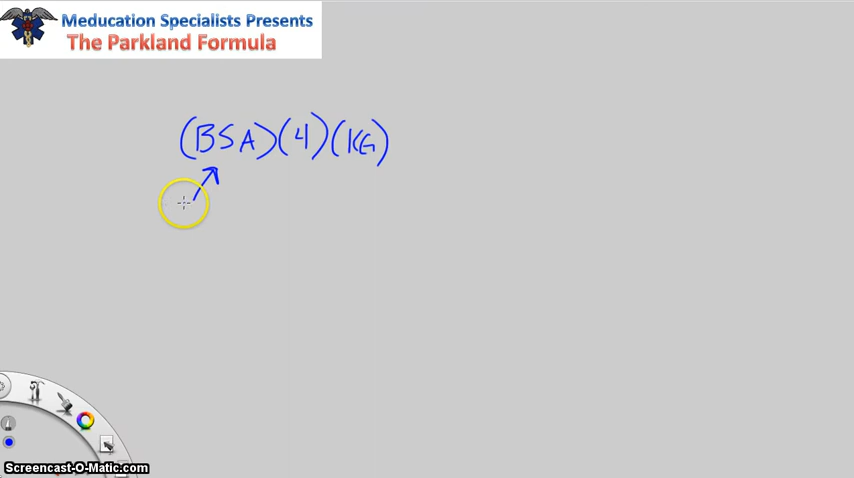 Meducation Specialists Presents
The Parkland Formula
(BSA)(4)(KG)
Screencast-O-Matic.com